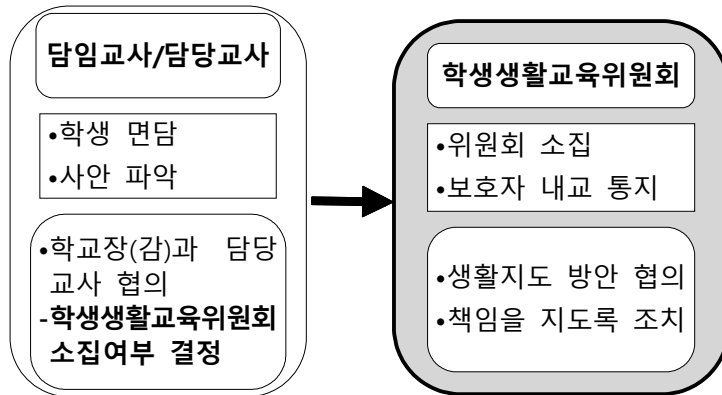 담임교사/담당교사
•학생 면담
•사안 파악
•학교장(감)과 담당
교사 협의
-학생생활교육위원회
소집여부 결정
학생생활교육위원회
•위원회 소집
•보호자 내교 통지
•생활지도 방안 협의
•책임을 지도록 조치